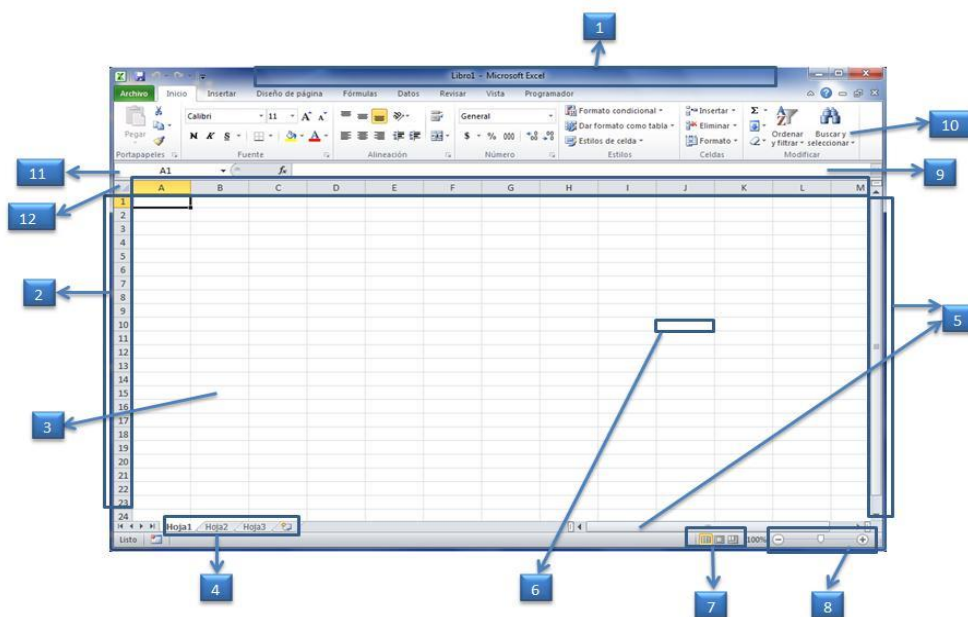 1
Libro1 - Microsoft Excel
Archivo Inicio Insertar Diseño de página Fórmulas Datos Revisar Vista Programador
Pegar
Portapapeles
Calibri 11 A A
N K S A
Fuente
Alineación
General
$ % 000
Número
Formato condicional
Dar formato como tabla
Estilos de celda
Estilos
Insertar
Eliminar
Formato
Celdas
Σ
Ordenar y filtrar
Buscar y seleccionar
Modificar
10
11
A1 fx
9
12
A B C D E F G H I J K L M
1
2
3
4
5
6
7
8
9
10
11
12
13
14
15
16
17
18
19
20
21
22
23
24
2
5
3
Hoja1 Hoja2 Hoja3
Listo
100%
4
6
7
8